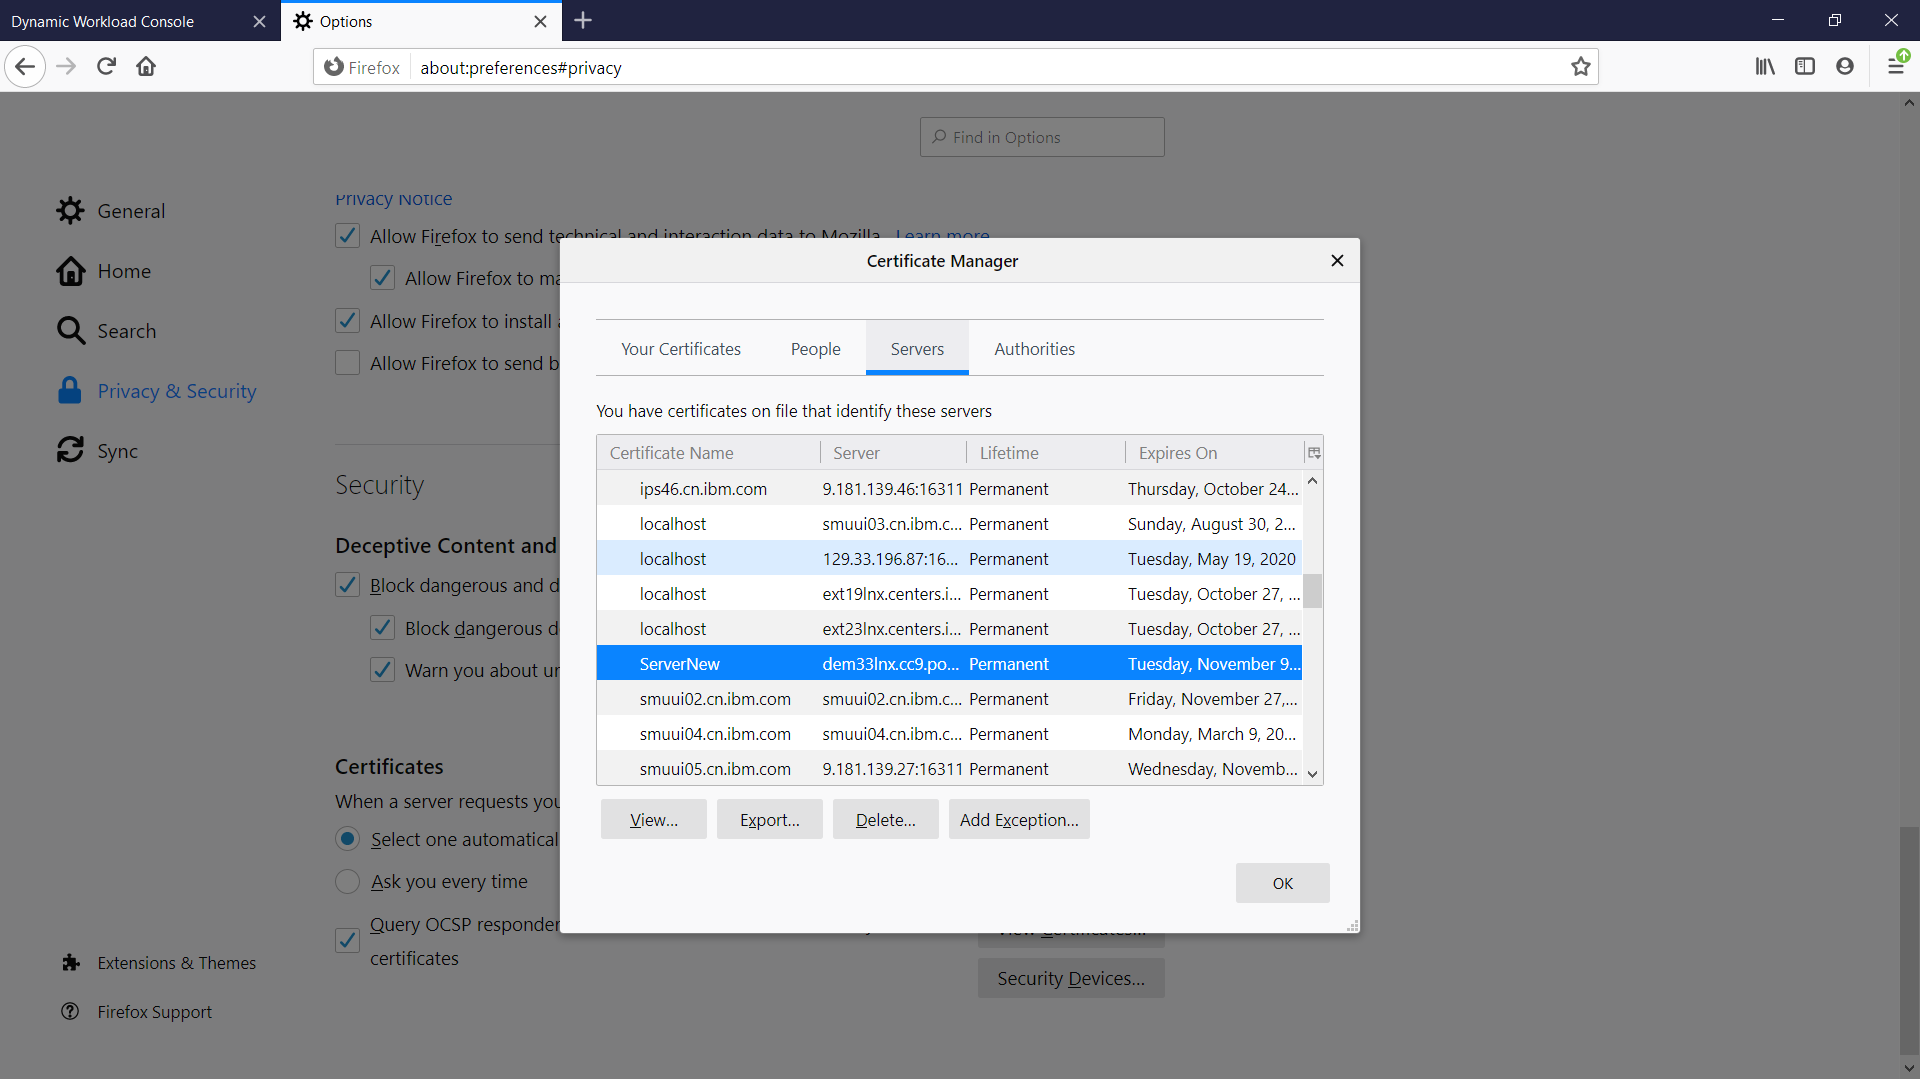 Dynamic Workload Console
Options
Firefox
about:preferences#privacy
Find in Options
General
Home
Search
Privacy & Security
Sync
Extensions & Themes
Firefox Support
Privacy Notice
Allow Firefox to send technical and interaction data to Mozilla Learn more
Allow Firefox to ma
Allow Firefox to install
Allow Firefox to send b
Security
Deceptive Content and
Block dangerous and d
Block dangerous d
Warn you about un
Certificates
When a server requests you
Select one automatical
Ask you every time
Query OCSP responder
certificates
View Certificates...
Security Devices...
Certificate Manager
Your Certificates People Servers Authorities
You have certificates on file that identify these servers
Certificate Name Server Lifetime Expires On
ips46.cn.ibm.com 9.181.139.46:16311 Permanent Thursday, October 24...
localhost smuui03.cn.ibm.c... Permanent Sunday, August 30, 2...
localhost 129.33.196.87:16... Permanent Tuesday, May 19, 2020
localhost ext19lnx.centers.i... Permanent Tuesday, October 27, ...
localhost ext23lnx.centers.i... Permanent Tuesday, October 27, ...
ServerNew dem33lnx.cc9.po... Permanent Tuesday, November 9...
smuui02.cn.ibm.com smuui02.cn.ibm.c... Permanent Friday, November 27,...
smuui04.cn.ibm.com smuui04.cn.ibm.c... Permanent Monday, March 9, 20...
smuui05.cn.ibm.com 9.181.139.27:16311 Permanent Wednesday, Novemb...
View... Export... Delete... Add Exception...
OK